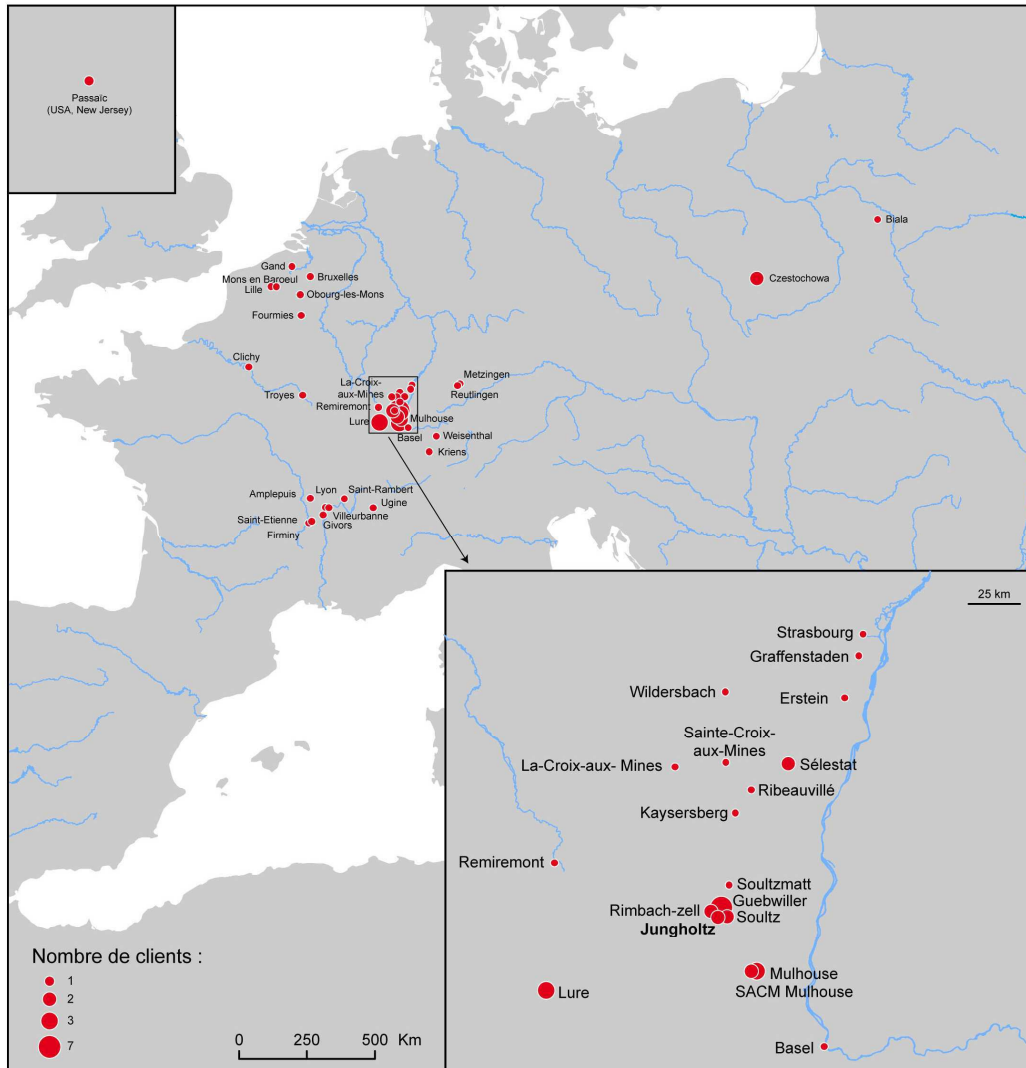 Passaïc
(USA, New Jersey)
Biala
Czestochowa
Gand
Bruxelles
Mons en Baroeul
Lille
Obourg-les-Mons
Fourmies
Clichy
Troyes
La-Croix-
aux-Mines
Remiremont
Lure
Mulhouse
Basel
Metzingen
Reutlingen
Weisenthal
Kriens
Amplepuis
Lyon
Saint-Rambert
Ugine
Villeurbanne
Saint-Etienne
Givors
Firminy
25 km
Strasbourg
Graffenstaden
Wildersbach
Erstein
Sainte-Croix-
aux-Mines
La-Croix-aux- Mines
Sélestat
Ribeauvillé
Kaysersberg
Remiremont
Soultzmatt
Guebwiller
Rimbach-zell
Soultz
Jungholtz
Mulhouse
SACM Mulhouse
Lure
Basel
Nombre de clients :
1
2
3
7
0 250 500 Km